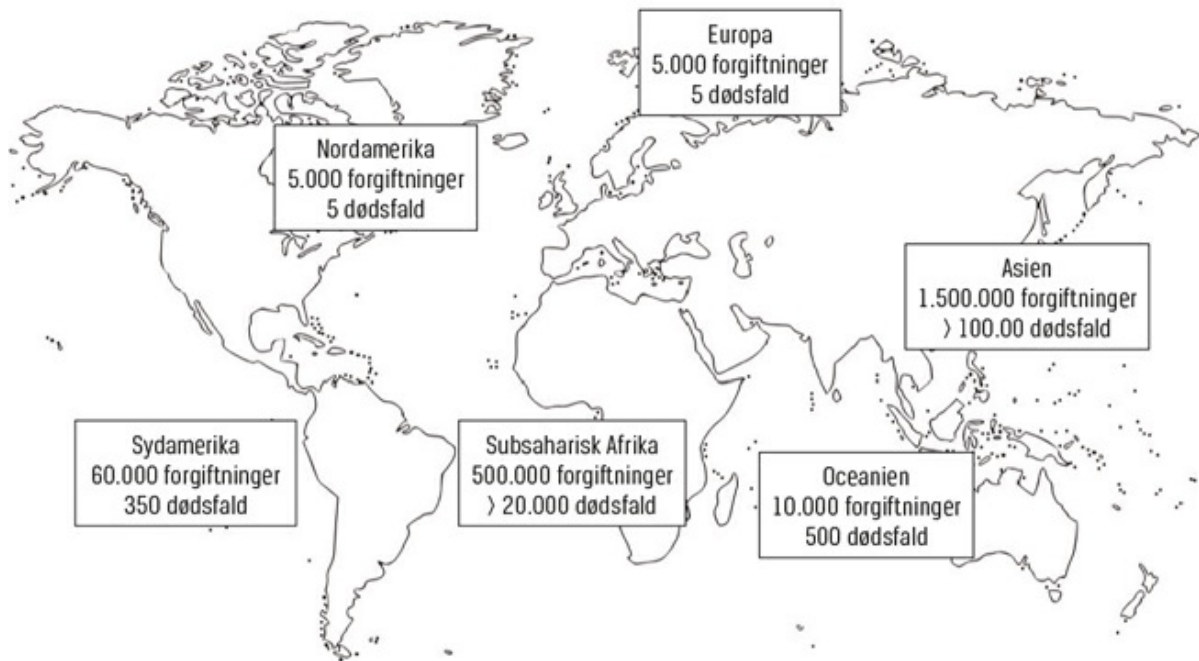 Europa
5.000 forgiftninger
5 dødsfald
Nordamerika
5.000 forgiftninger
5 dødsfald
Asien
1.500.000 forgiftninger
> 100.00 dødsfald
Sydamerika
60.000 forgiftninger
350 dødsfald
Subsaharisk Afrika
500.000 forgiftninger
> 20.000 dødsfald
Oceanien
10.000 forgiftninger
500 dødsfald